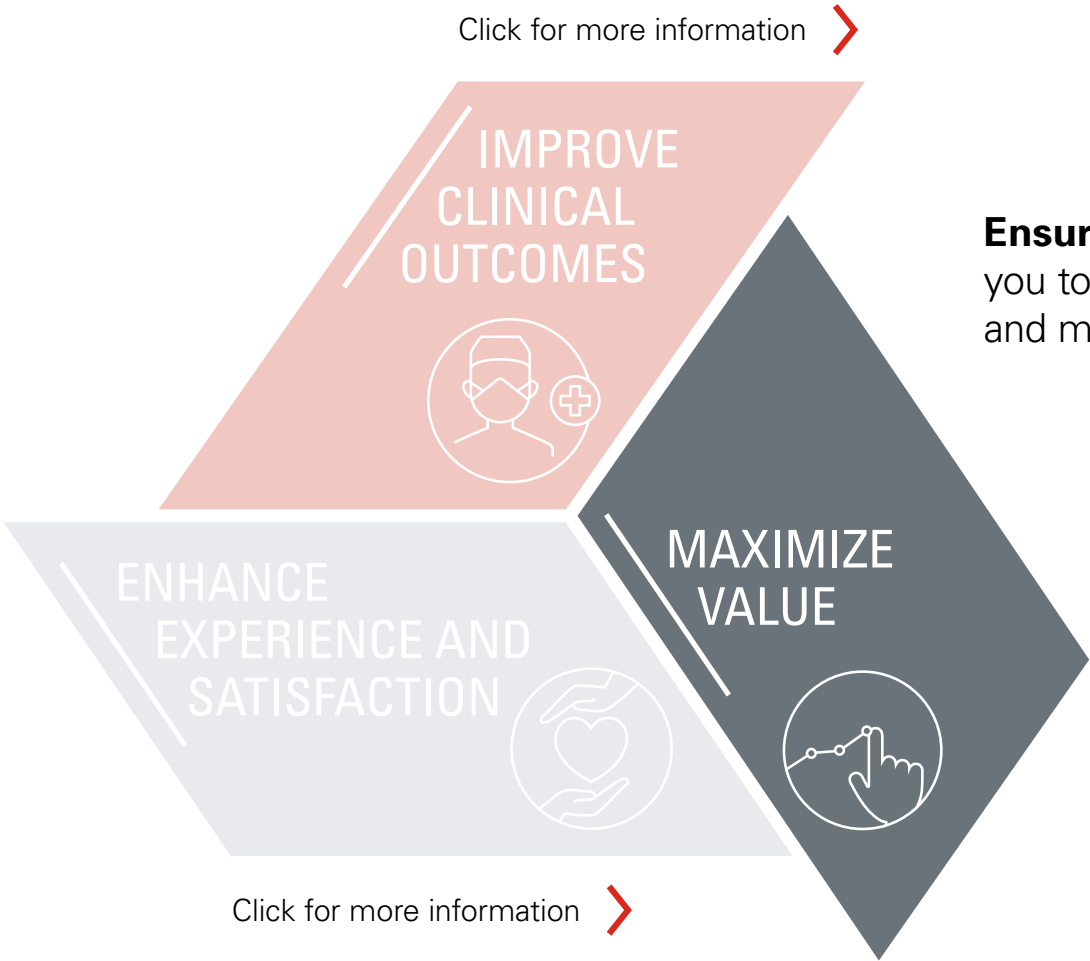 Click for more information
IMPROVE
CLINICAL
OUTCOMES
you to
and
MAXIMIZE
VALUE
ENHANCE
EXPERIENCE AND
SATISFACTION
Click for more information